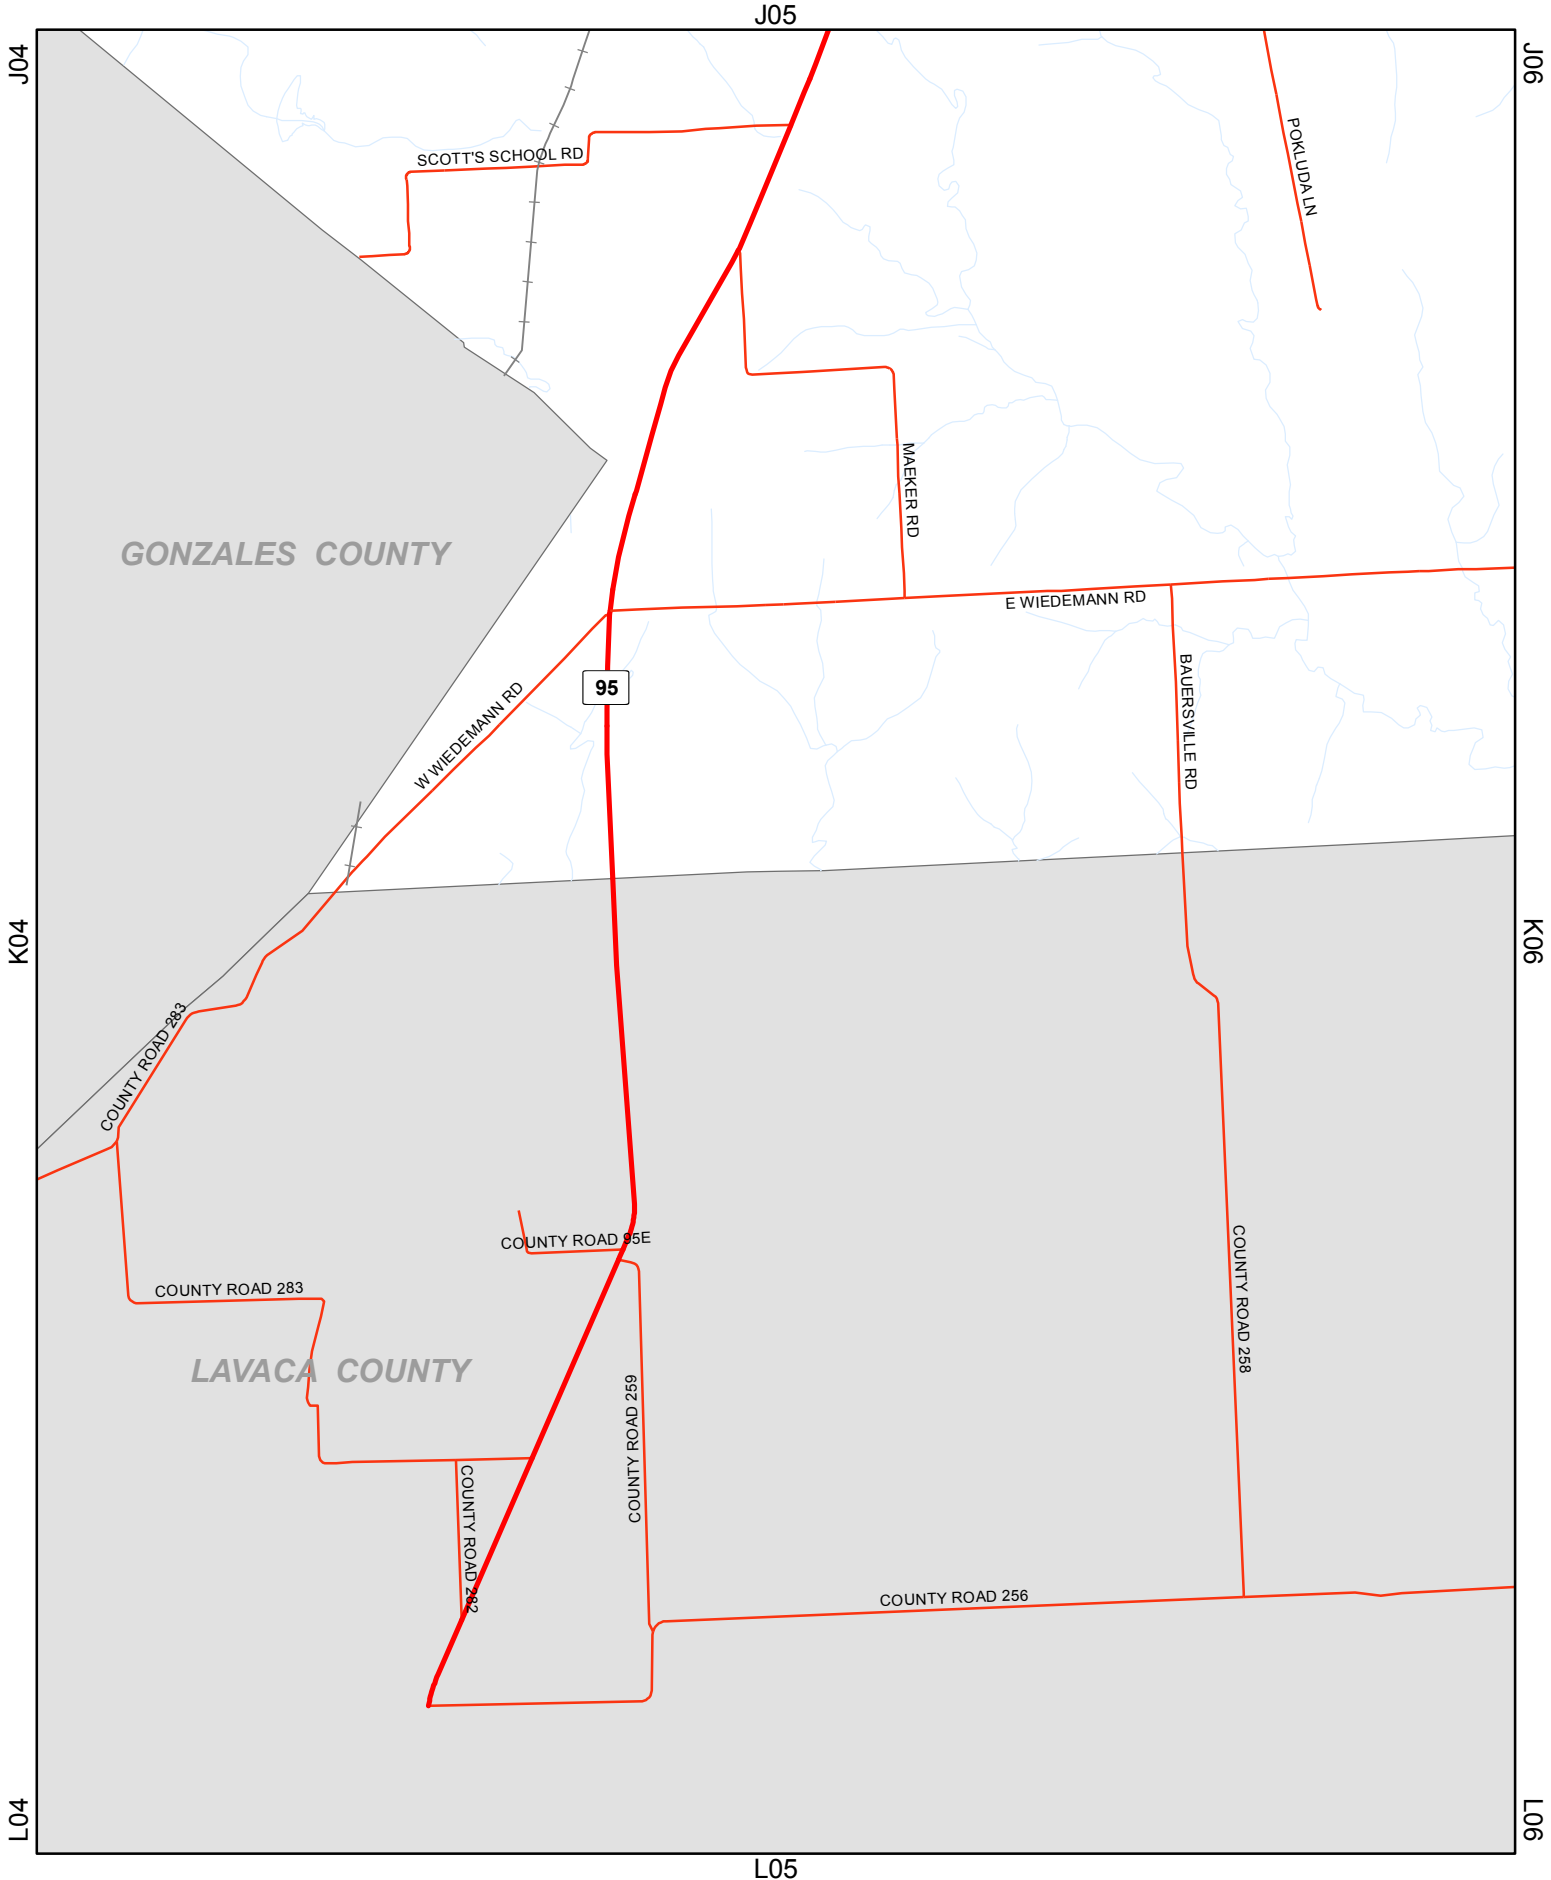 J05
J04
J06
SCOTT'S SCHOOL RD
POKLUDA LN
MAEKER RD
GONZALES COUNTY
E WIEDEMANN RD
95
W WIEDEMANN RD
BAUERSVILLE RD
K04
K06
COUNTY ROAD 283
COUNTY ROAD 95E
COUNTY ROAD 283
COUNTY ROAD 258
LAVACA COUNTY
COUNTY ROAD 259
COUNTY ROAD 282
COUNTY ROAD 256
L04
L06
L05